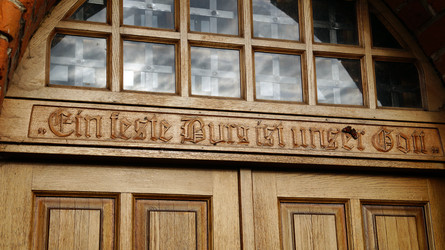 „Ein feste Burg ist unser Gott.„